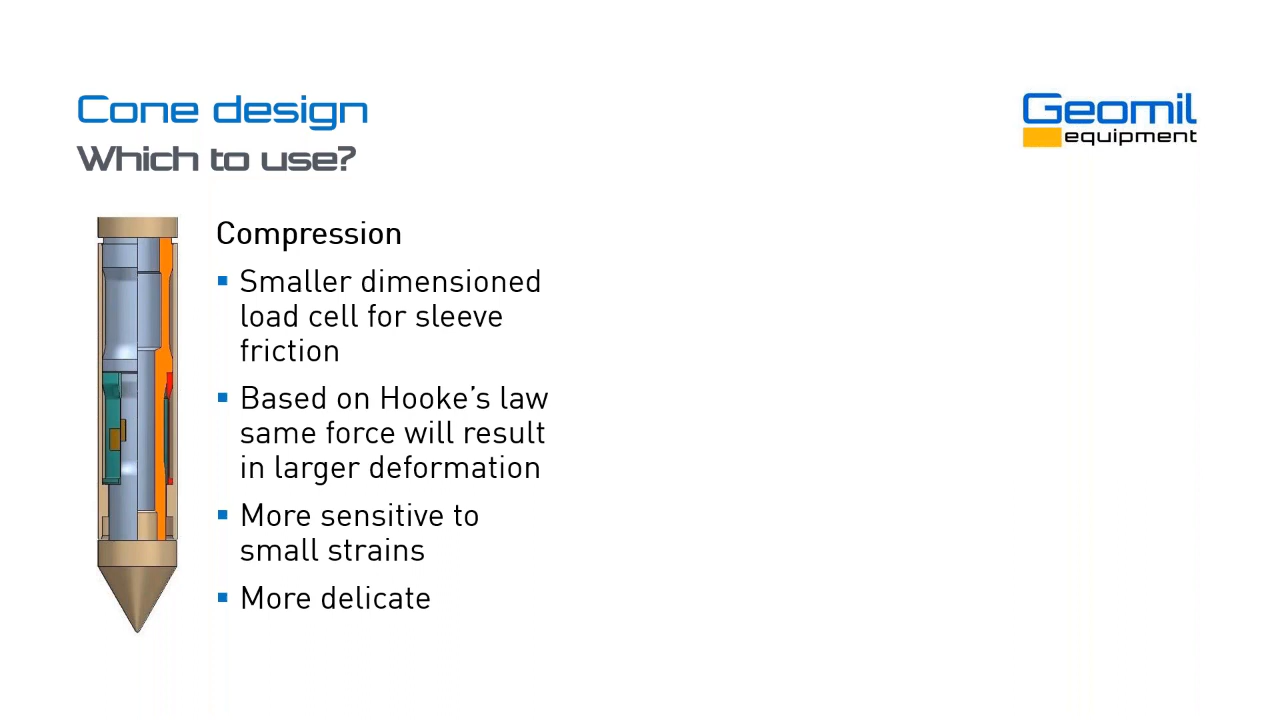 Cone design
Which to use?
Geomil
equipment
Compression
▪ Smaller dimensioned
load cell for sleeve
friction
▪ Based on Hooke’s law
same force will result
in larger deformation
▪ More sensitive to
small strains
▪ More delicate